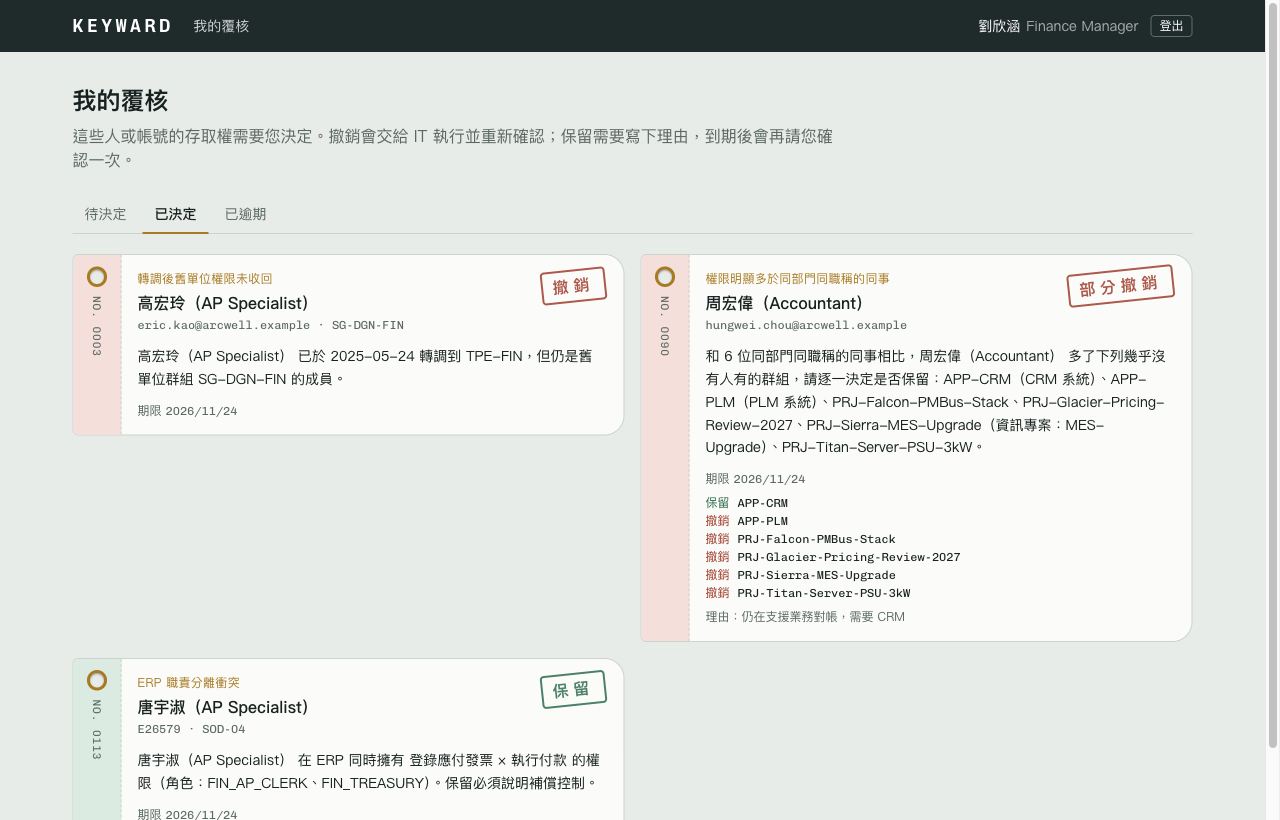 KEYWARD
我的覆核
劉欣涵 Finance Manager
登出
我的覆核
這些人或帳號的存取權需要您決定。撤銷會交給 IT 執行並重新確認；保留需要寫下理由，到期後會再請您確
認一次。
待決定
已決定
已逾期
NO. 0003
轉調後舊單位權限未收回
撤銷
高宏玲（AP Specialist）
eric.kao@arcwell.example · SG-DGN-FIN
高宏玲（AP Specialist） 已於 2025-05-24 轉調到 TPE-FIN，但仍是舊
單位群組 SG-DGN-FIN 的成員。
期限 2026/11/24
NO. 0090
權限明顯多於同部門同職稱的同事
部分撤銷
周宏偉（Accountant）
hungwei.chou@arcwell.example
和 6 位同部門同職稱的同事相比，周宏偉（Accountant） 多了下列幾乎沒
有人有的群組，請逐一決定是否保留：APP-CRM（CRM 系統）、APP-
PLM（PLM 系統）、PRJ-Falcon-PMBus-Stack、PRJ-Glacier-Pricing-
Review-2027、PRJ-Sierra-MES-Upgrade（資訊專案：MES-
Upgrade）、PRJ-Titan-Server-PSU-3kW。
期限 2026/11/24
保留 APP-CRM
撤銷 APP-PLM
撤銷 PRJ-Falcon-PMBus-Stack
撤銷 PRJ-Glacier-Pricing-Review-2027
撤銷 PRJ-Sierra-MES-Upgrade
撤銷 PRJ-Titan-Server-PSU-3kW
理由：仍在支援業務對帳，需要 CRM
NO. 0113
ERP 職責分離衝突
保留
唐宇淑（AP Specialist）
E26579 · SOD-04
唐宇淑（AP Specialist） 在 ERP 同時擁有 登錄應付發票 × 執行付款 的權
限（角色：FIN_AP_CLERK、FIN_TREASURY）。保留必須說明補償控制。
期限 2026/11/24